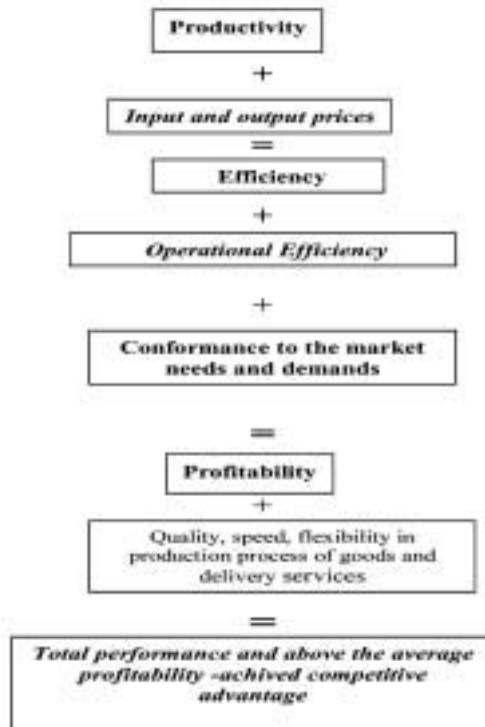 Productivity
+
Input and output prices
=
Efficiency
+
Operational Efficiency
+
Conformance to the market
needs and demands
=
Profitability
+
Quality, speed, flexibility in
production process of goods and
delivery services
=
Total performance and above the average
profitability -achived competitive
advantage